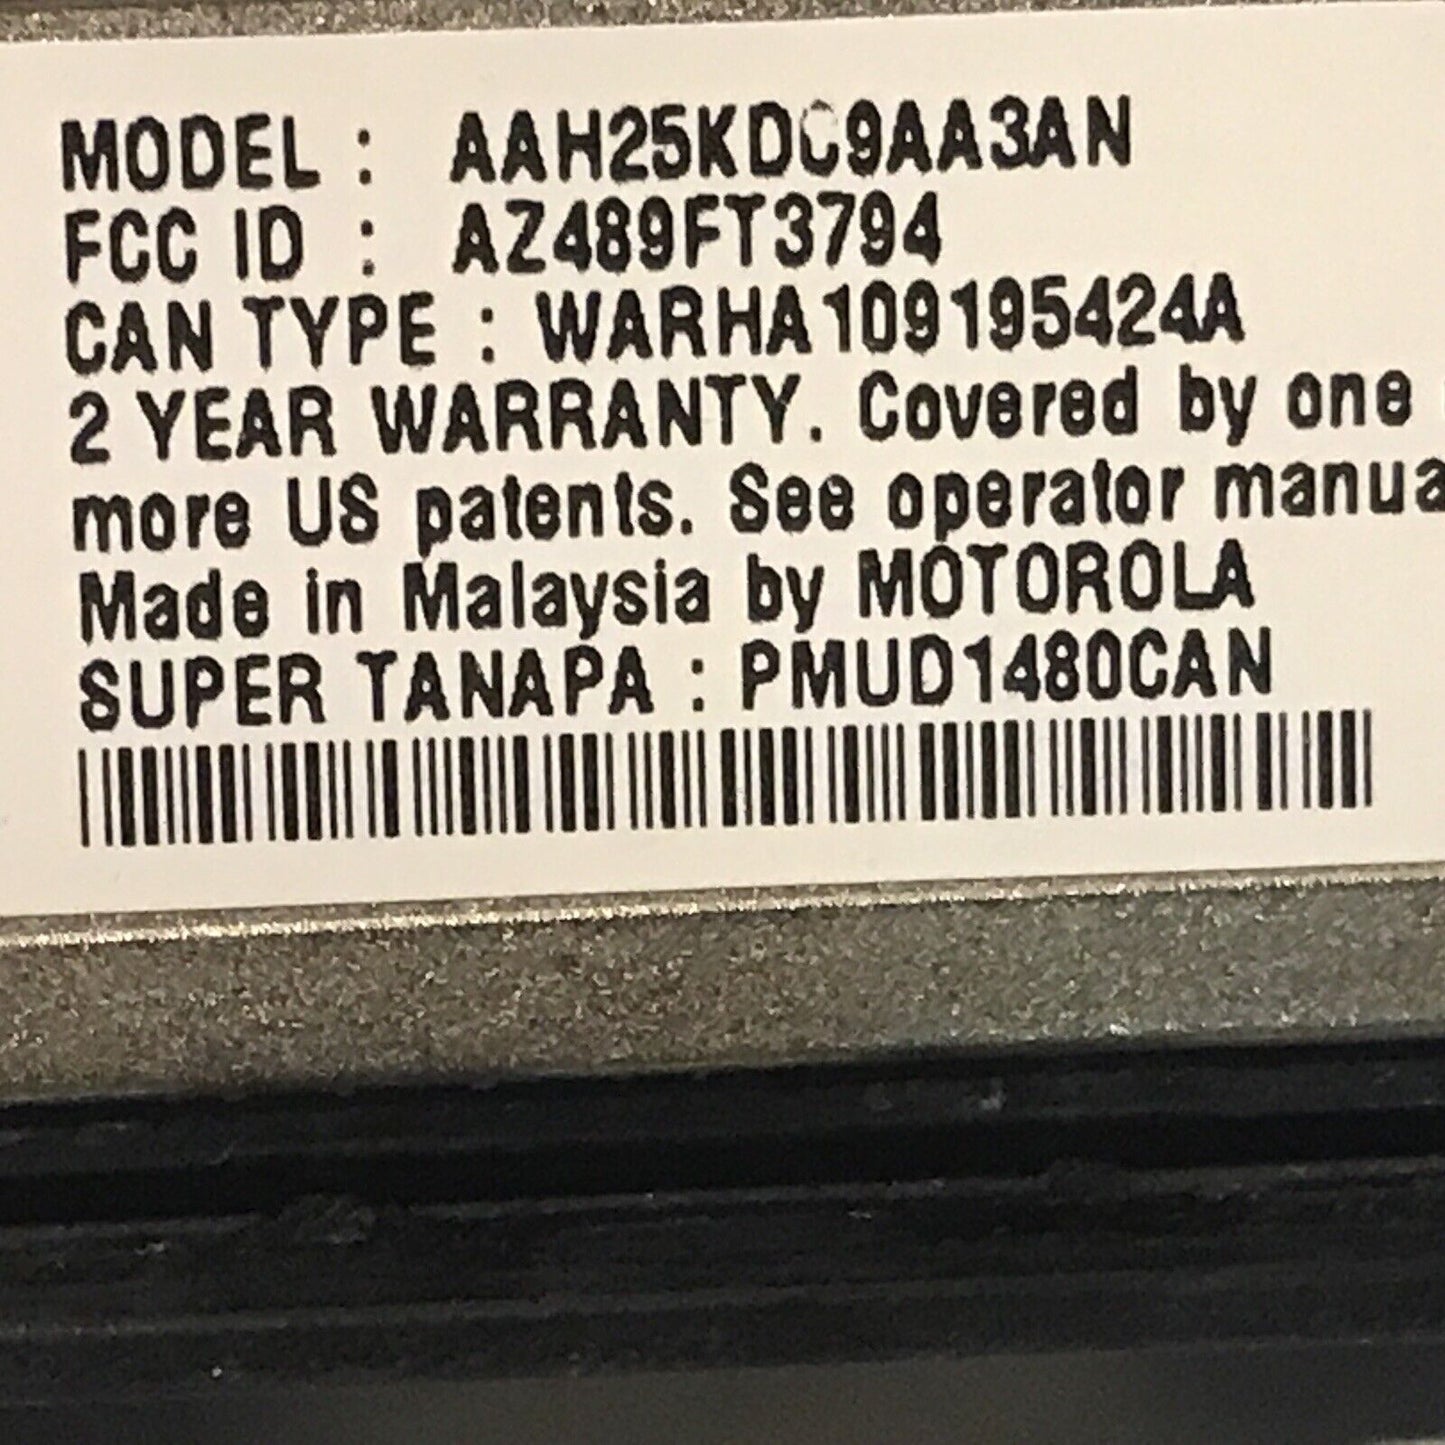 MODEL : AAH25KDC9AA3AN
FCC ID : AZ489FT3794
CAN TYPE : WARHA109195424A
2 YEAR WARRANTY. Covered by one
more US patents. See operator manua
Made in Malaysia by MOTOROLA
SUPER TANAPA : PMUD1480CAN